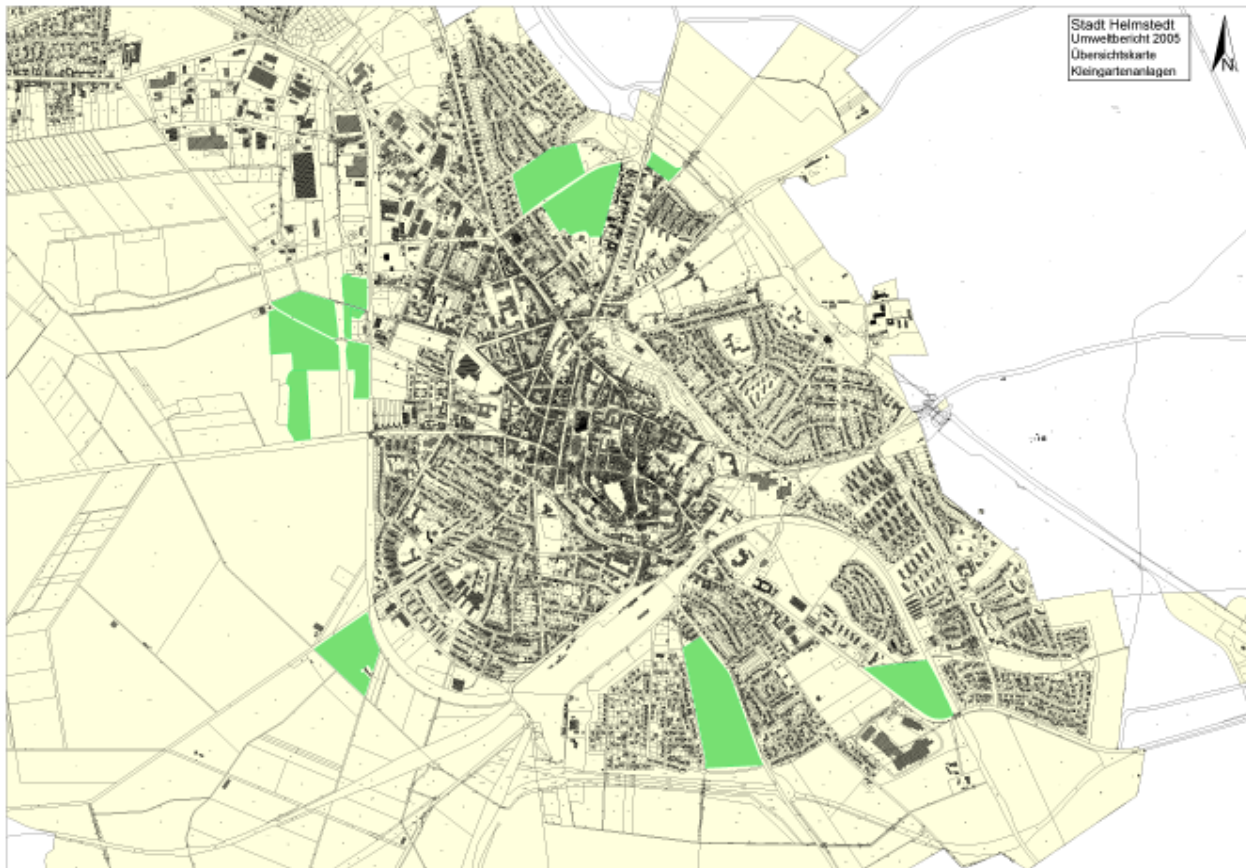 Stadt Helmstedt
Umweltbericht 2005
Übersichtskarte
Kleingartenanlagen
N